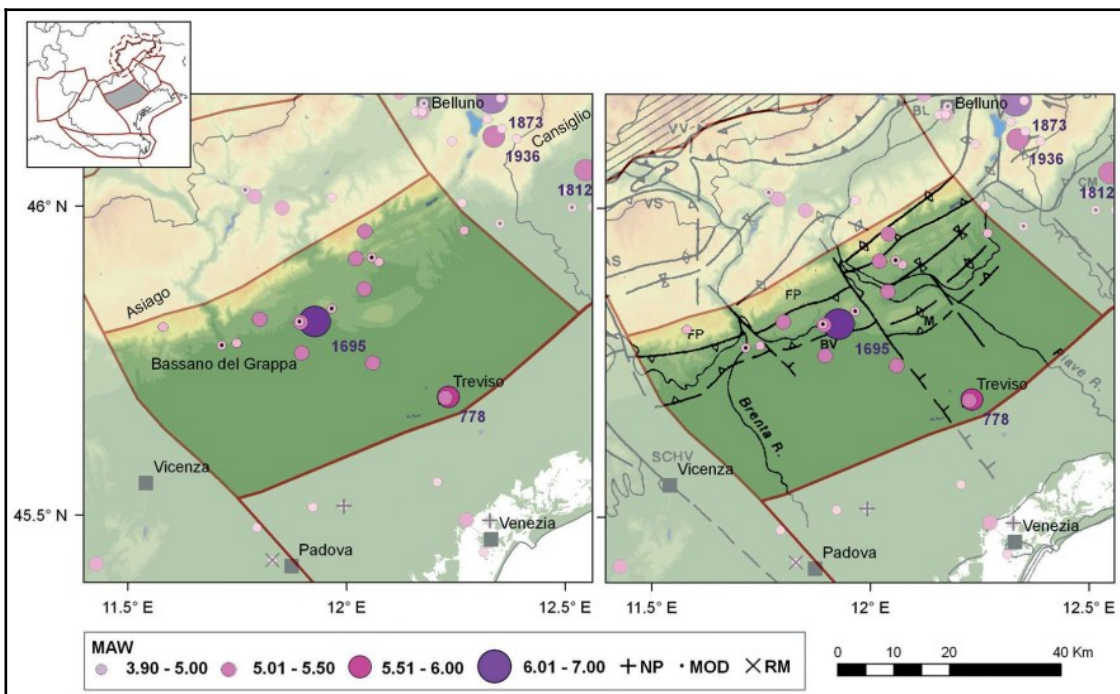 Belluno
1873
1936
Cansiglio
1812
46° N
Asiago
1695
Bassano del Grappa
Treviso
778
Vicenza
45.5° N
Venezia
Padova
11.5° E
12° E
12.5° E
Belluno
BL
VV
1873
1936
1812
CM
VS
AS
FP
FP
M
BV
1695
Piave R.
Treviso
778
Brenta R.
SCHV
Vicenza
Venezia
Padova
11.5° E
12° E
12.5° E
MAW
3.90 - 5.00
5.01 - 5.50
5.51 - 6.00
6.01 - 7.00
NP
MOD
RM
0
40 Km